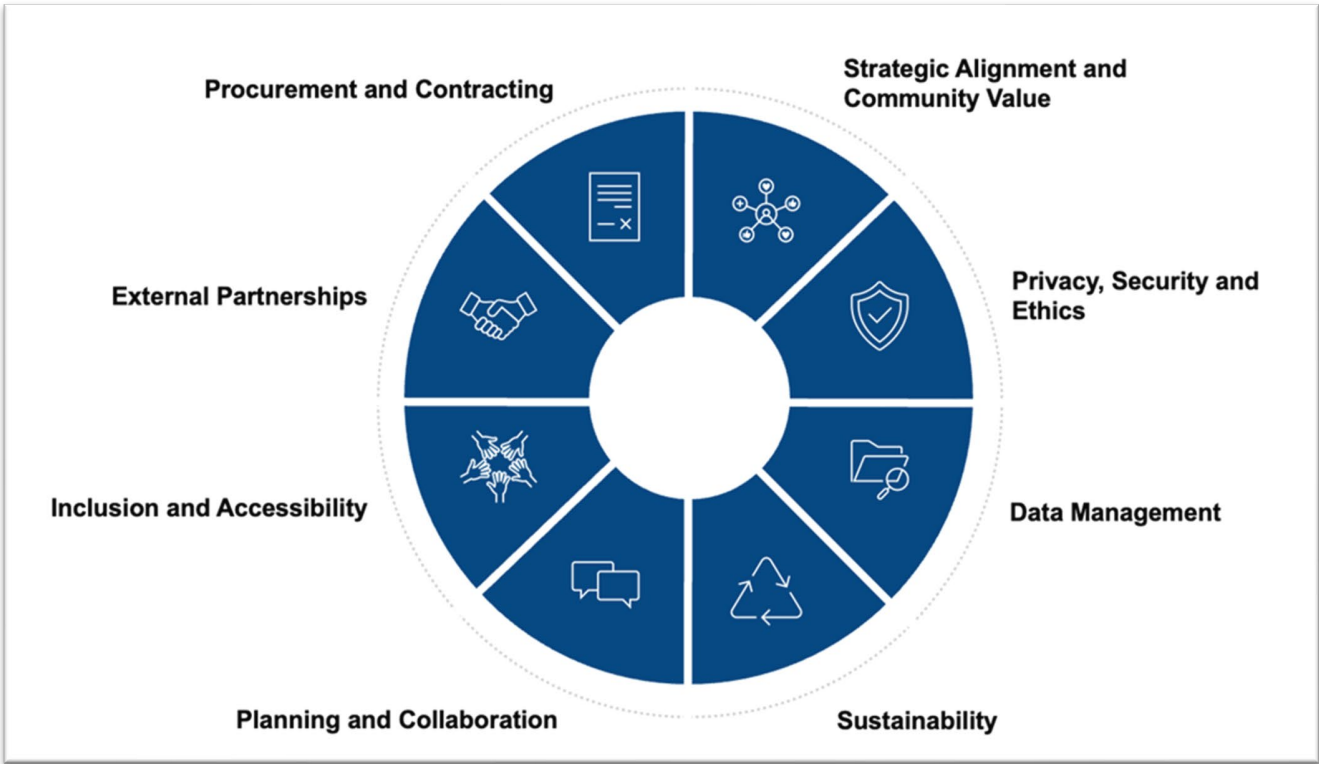 Procurement and Contracting
Strategic Alignment and
Community Value
External Partnerships
Privacy, Security and
Ethics
Inclusion and Accessibility
Data Management
Planning and Collaboration
Sustainability